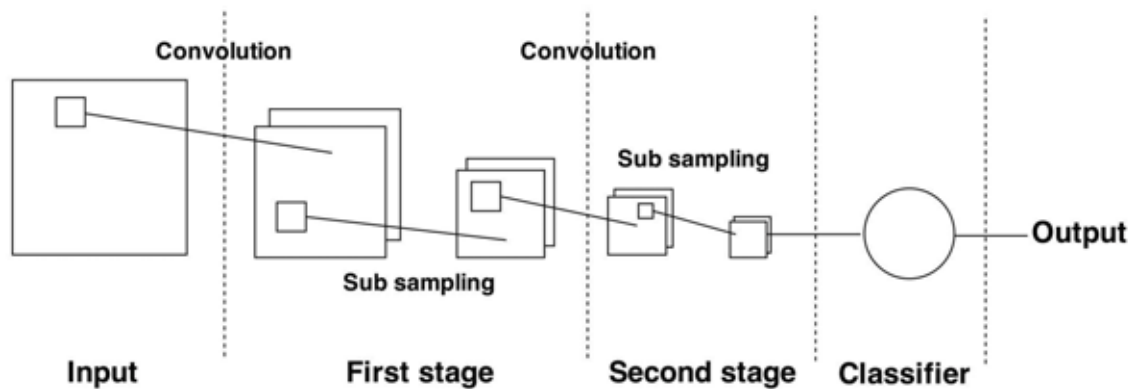 Convolution
Convolution
Sub sampling
Output
Sub sampling
Input
First stage
Second stage
Classifier